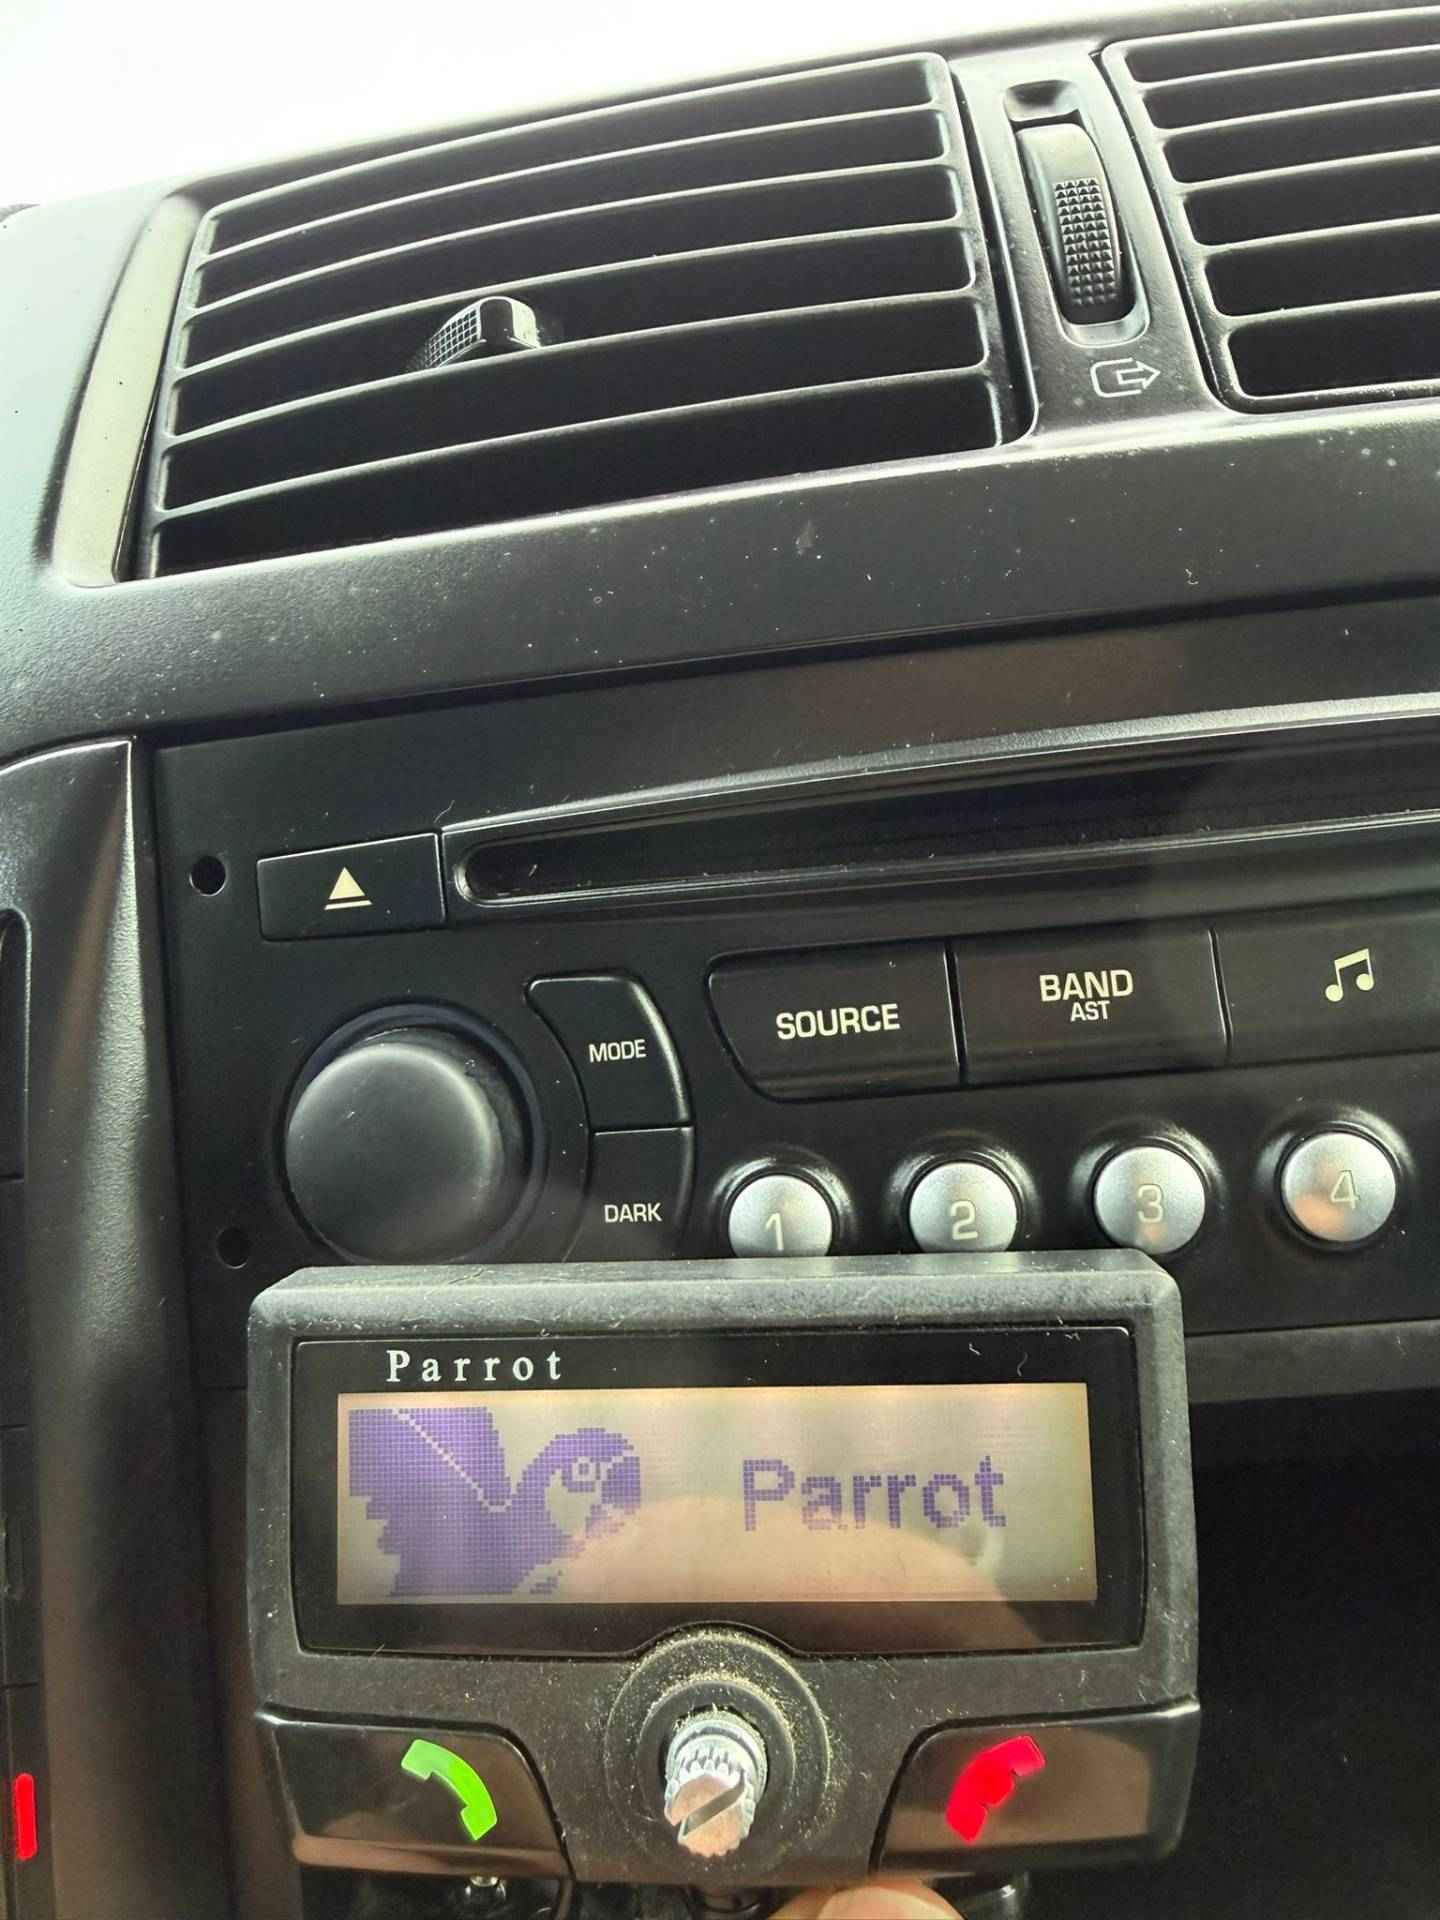 MODE
SOURCE
BAND
AST
DARK
1
2
3
4
Parrot
Parrot